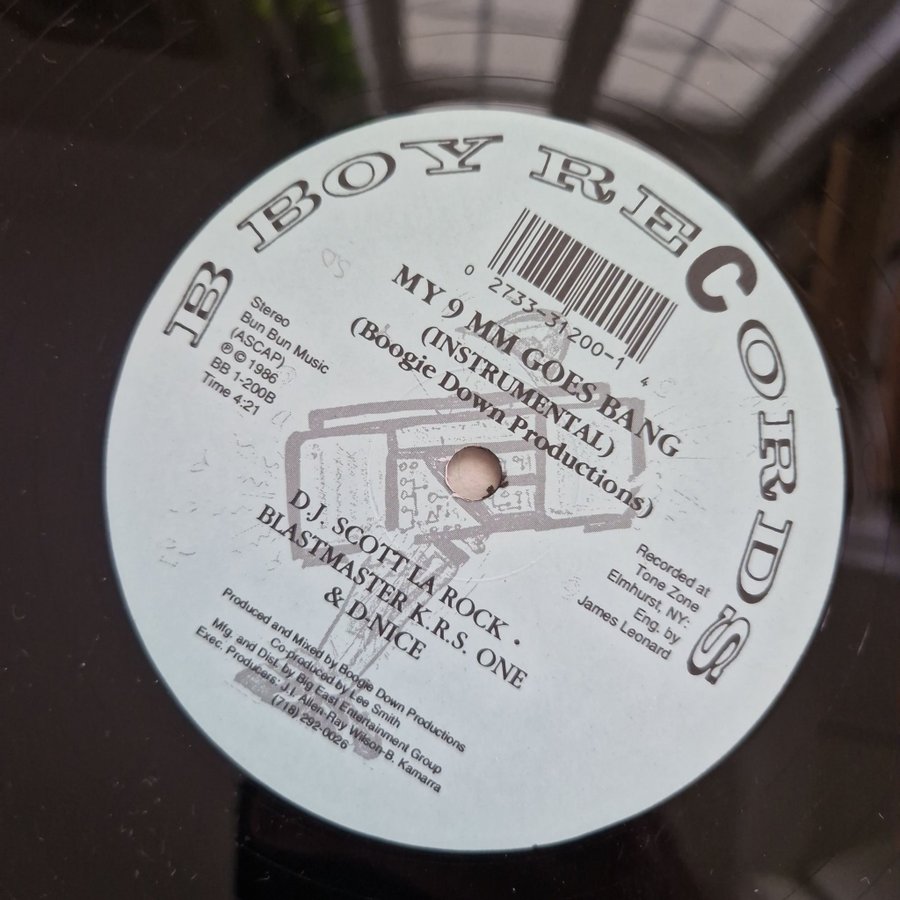 B BOY RECORDS
0 2733-31200-1 4
MY 9 MM GOES BANG
(INSTRUMENTAL)
(Boogie Down Productions)
Stereo
Bun Bun Music
(ASCAP)
℗ © 1986
BB 1-200B
Time 4:21
D.J. SCOTT LA ROCK •
BLASTMASTER K.R.S. ONE
& D-NICE
Recorded at
Tone Zone
Elmhurst, NY:
Eng. by
James Leonard
Produced and Mixed by Boogie Down Productions
Co-produced by Lee Smith
Mfg. and Dist. by Big East Entertainment Group
Exec. Producers: J.I. Allen-Ray Wilson-B. Kamarra
(718) 292-0026